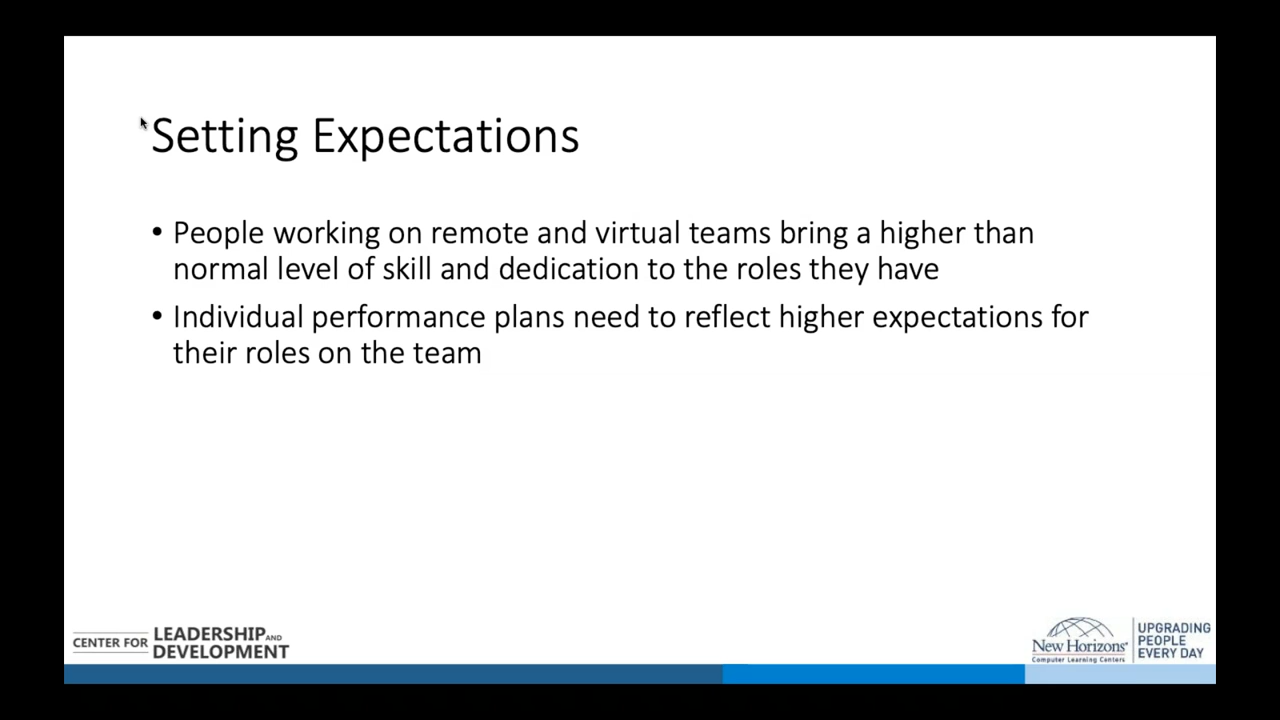 Setting Expectations
• People working on remote and virtual teams bring a higher than
normal level of skill and dedication to the roles they have
• Individual performance plans need to reflect higher expectations for
their roles on the team
CENTER FOR LEADERSHIP AND
DEVELOPMENT
New Horizons®
Computer Learning Centers
UPGRADING
PEOPLE
EVERY DAY